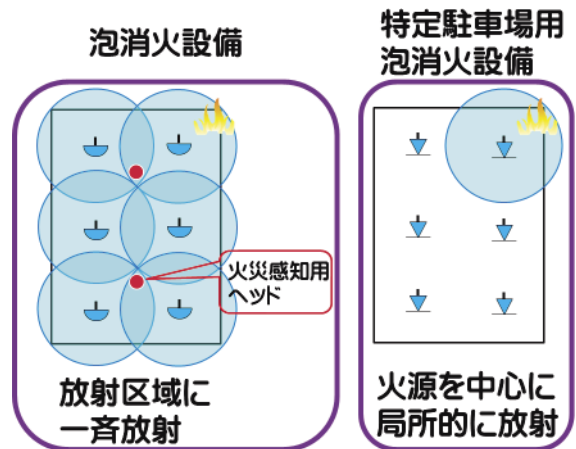 泡消火設備
火災感知用
ヘッド
放射区域に
一斉放射
特定駐車場用
泡消火設備
火源を中心に
局所的に放射